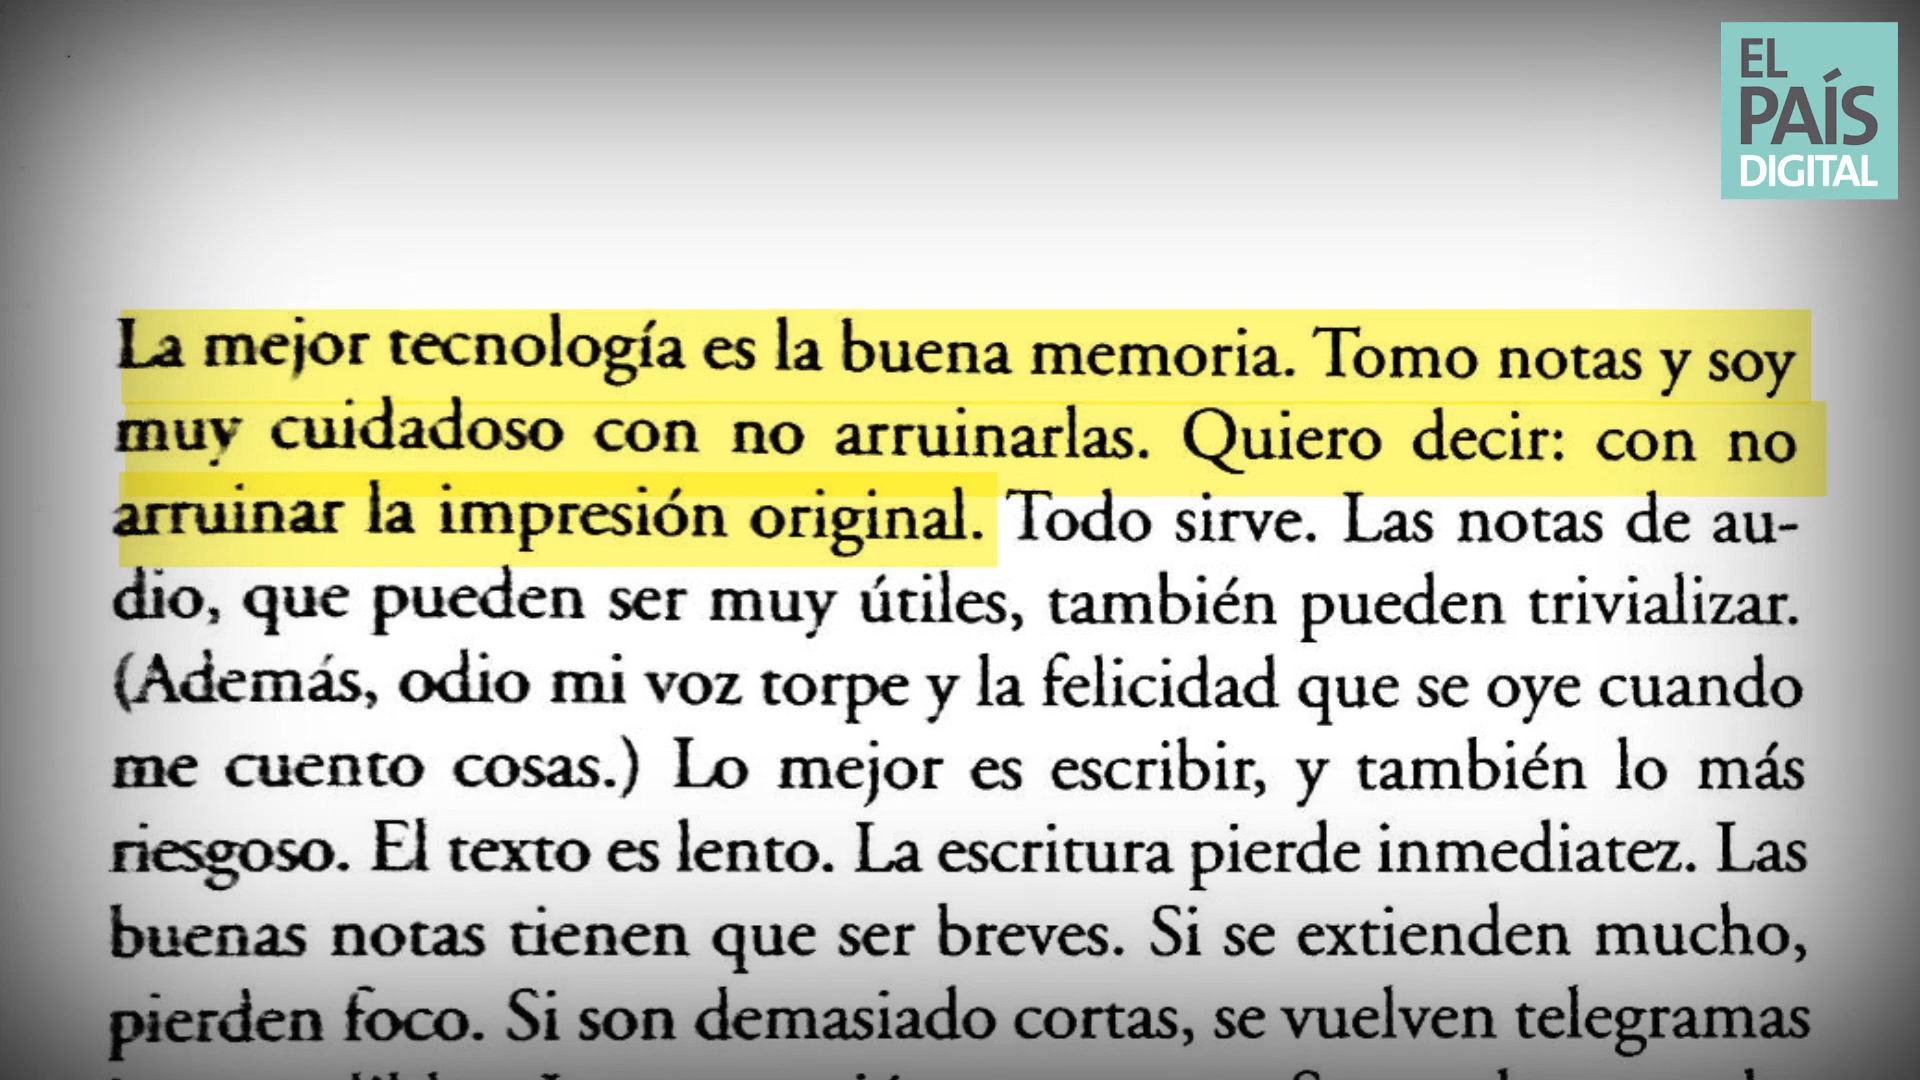 EL
PAÍS
DIGITAL
La mejor tecnología es la buena memoria. Tomo notas y soy
muy cuidadoso con no arruinarlas. Quiero decir: con no
arruinar la impresión original. Todo sirve. Las notas de au-
dio, que pueden ser muy útiles, también pueden trivializar.
(Además, odio mi voz torpe y la felicidad que se oye cuando
me cuento cosas.) Lo mejor es escribir, y también lo más
riesgoso. El texto es lento. La escritura pierde inmediatez. Las
buenas notas tienen que ser breves. Si se extienden mucho,
pierden foco. Si son demasiado cortas, se vuelven telegramas